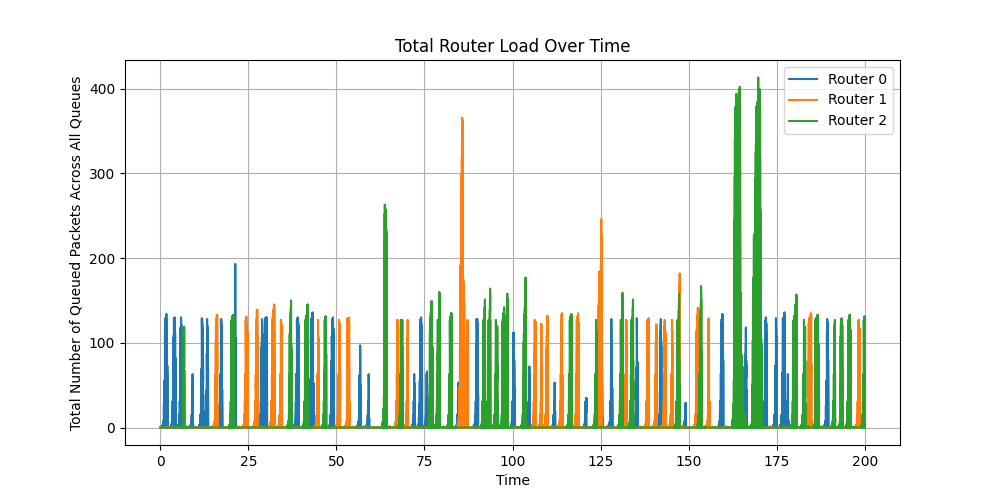 Total Router Load Over Time
Total Number of Queued Packets Across All Queues
400
300
200
100
0
Router 0
Router 1
Router 2
0 25 50 75 100 125 150 175 200
Time